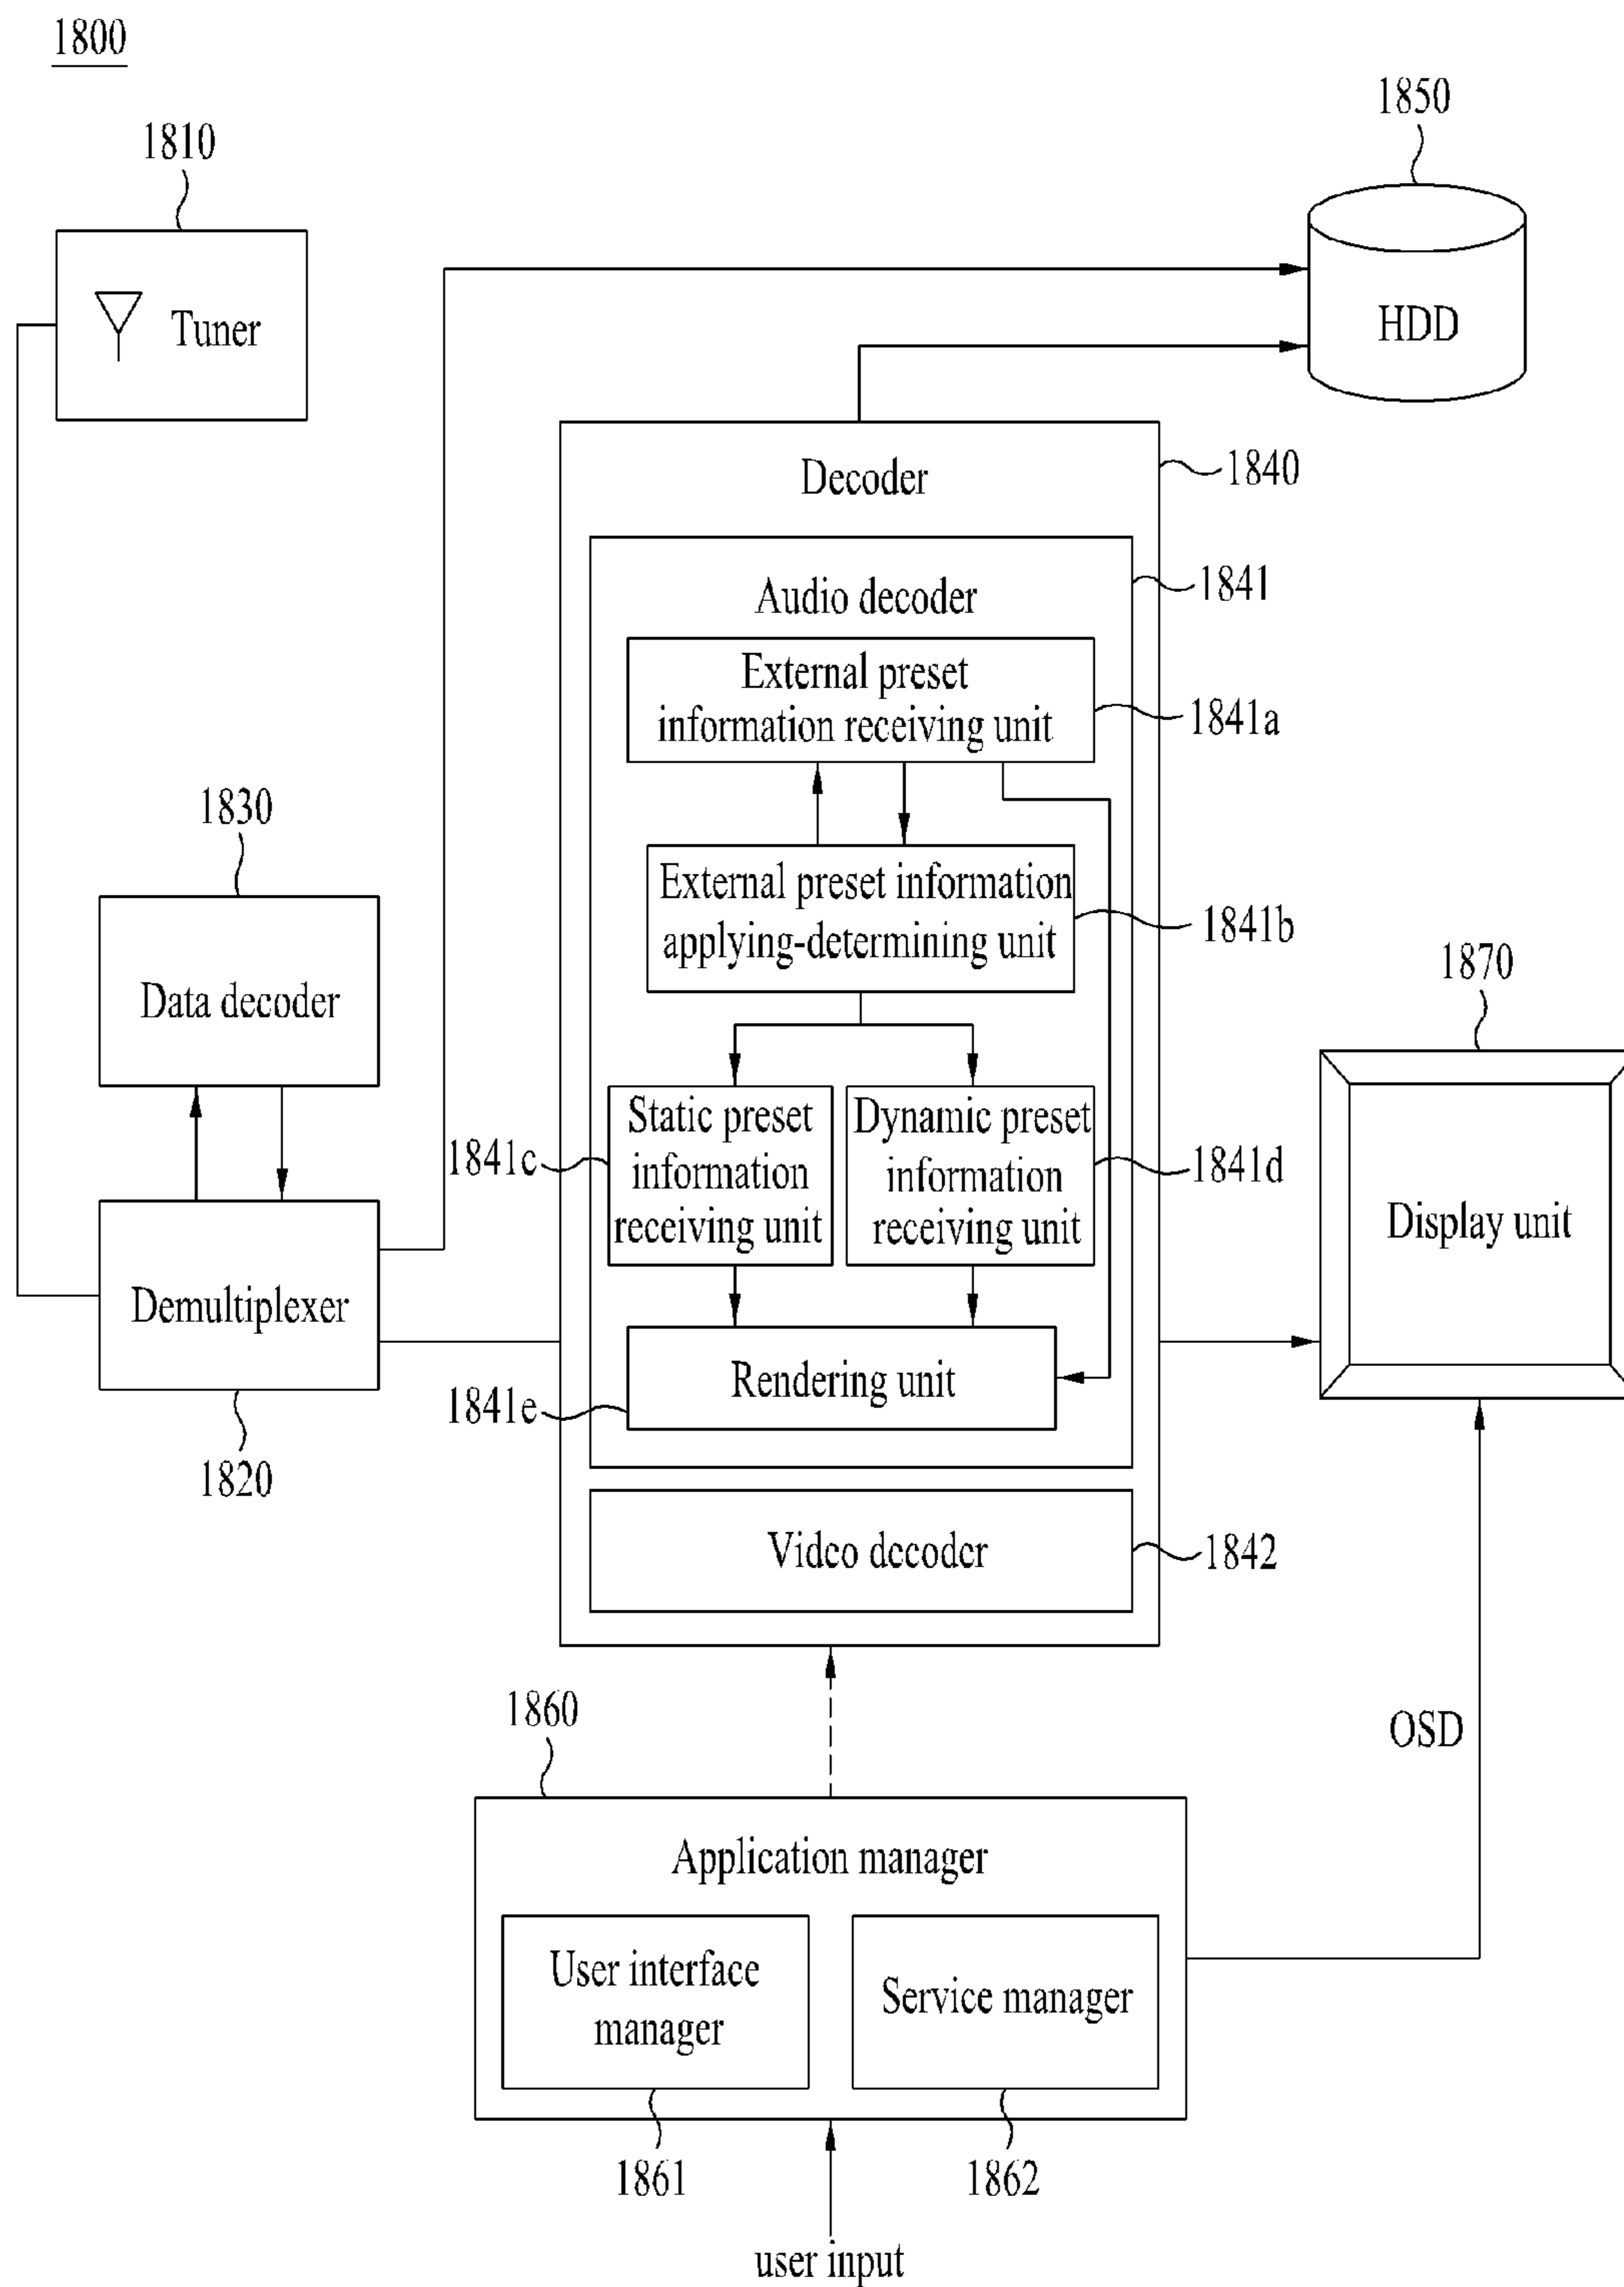 1800
1810
1850
Tuner
HDD
Decoder
1840
Audio decoder
1841
External preset
information receiving unit
1841a
1830
External preset information
applying-determining unit
1841b
Data decoder
1870
Static preset
information
receiving unit
1841c
Dynamic preset
information
receiving unit
1841d
Display unit
Demultiplexer
Rendering unit
1841e
1820
Video decoder
1842
1860
OSD
Application manager
User interface
manager
Service manager
1861
1862
user input